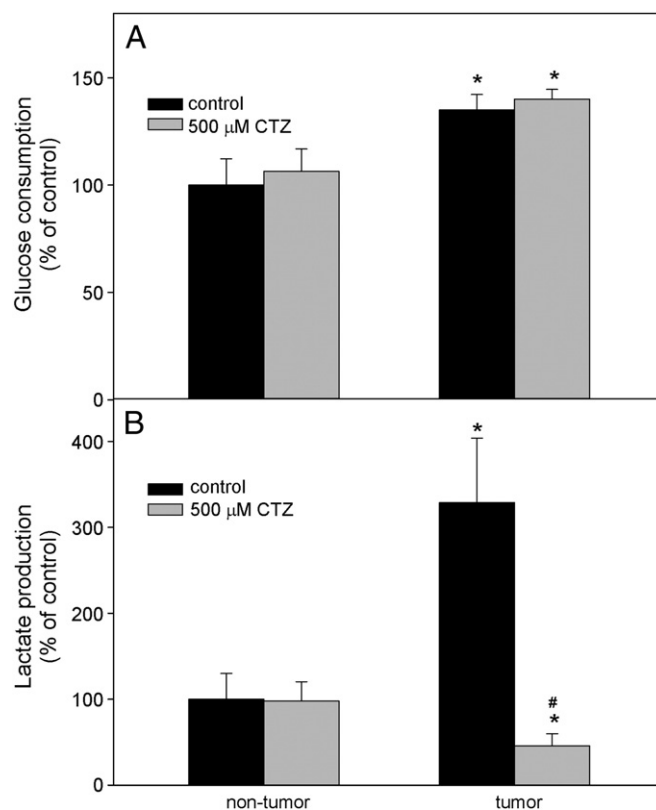 A
150
100
50
0
Glucose consumption
(% of control)
control
500 µM CTZ
*
*
B
400
300
200
100
0
Lactate production
(% of control)
control
500 µM CTZ
*
#
*
non-tumor
tumor